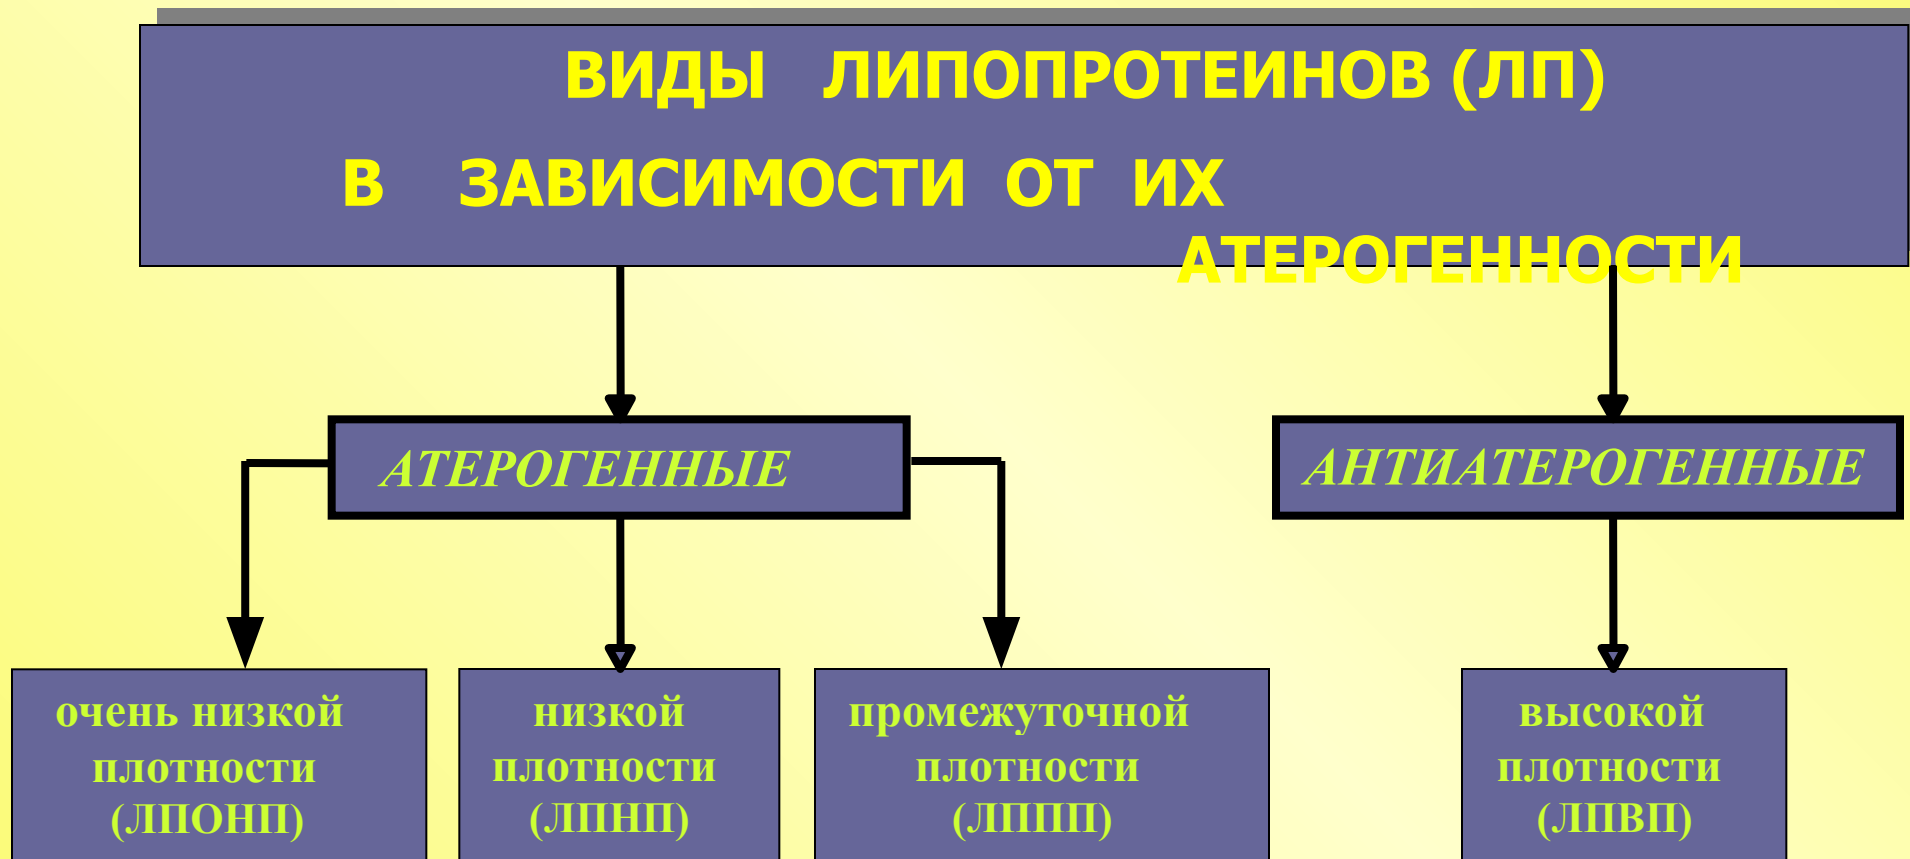 ВИДЫ ЛИПОПРОТЕИНОВ (ЛП)
В ЗАВИСИМОСТИ ОТ ИХ
АТЕРОГЕННОСТИ
АТЕРОГЕННЫЕ
АНТИАТЕРОГЕННЫЕ
очень низкой
плотности
(ЛПОНП)
низкой
плотности
(ЛПНП)
промежуточной
плотности
(ЛППП)
высокой
плотности
(ЛПВП)